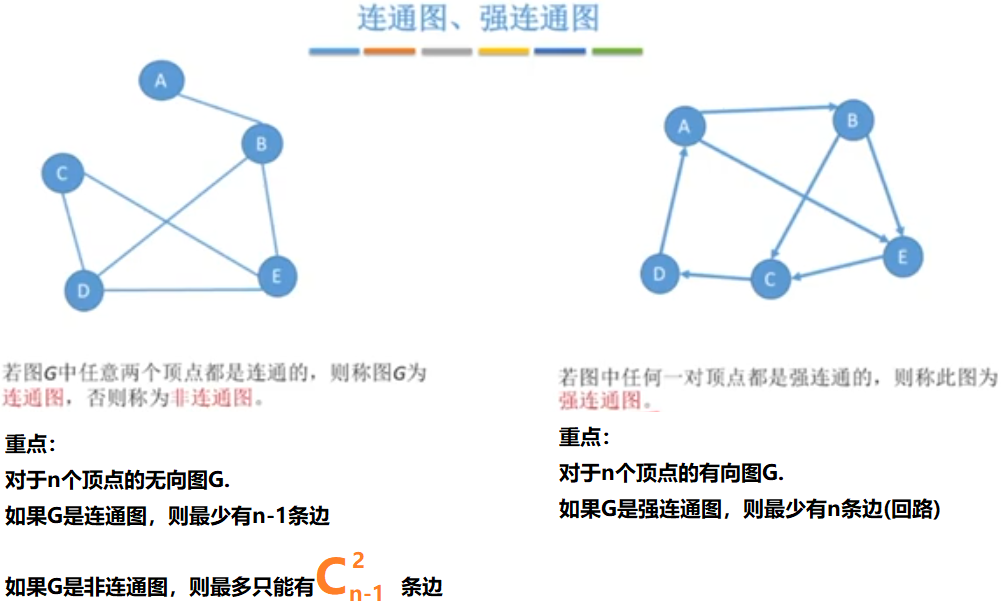 连通图、强连通图
A
B
C
D
E
若图G中任意两个顶点都是连通的，则称图G为
连通图，否则称为非连通图。
重点：
对于n个顶点的无向图G.
如果G是连通图，则最少有n-1条边
如果G是非连通图，则最多只能有C 2 n-1 条边
A
B
D
C
E
若图中任何一对顶点都是强连通的，则称此图为
强连通图。
重点：
对于n个顶点的有向图G.
如果G是强连通图，则最少有n条边(回路)